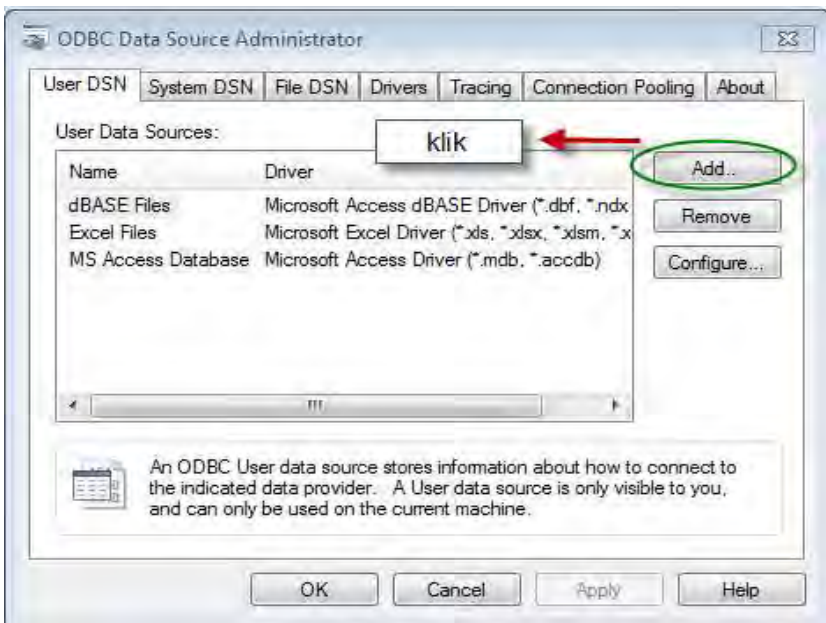 ODBC Data Source Administrator
User DSN System DSN File DSN Drivers Tracing Connection Pooling About
User Data Sources:
klik
Name Driver
Add..
dBASE Files Microsoft Access dBASE Driver (*.dbf, *.ndx
Remove
Excel Files Microsoft Excel Driver (*.xls, *.xlsx, *.xlsm, *.x
MS Access Database Microsoft Access Driver (*.mdb, *.accdb)
Configure...
An ODBC User data source stores information about how to connect to
the indicated data provider. A User data source is only visible to you,
and can only be used on the current machine.
OK Cancel Apply Help